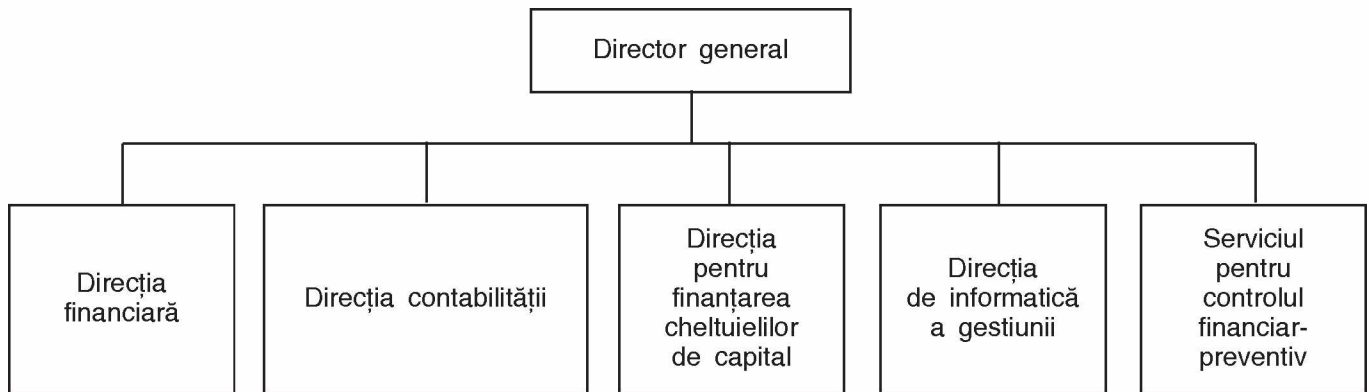 Director general
Direcția
financiară
Direcția contabilității
Direcția
pentru
finanțarea
cheltuielilor
de capital
Direcția
de informatică
a gestiunii
Serviciul
pentru
controlul
financiar-
preventiv